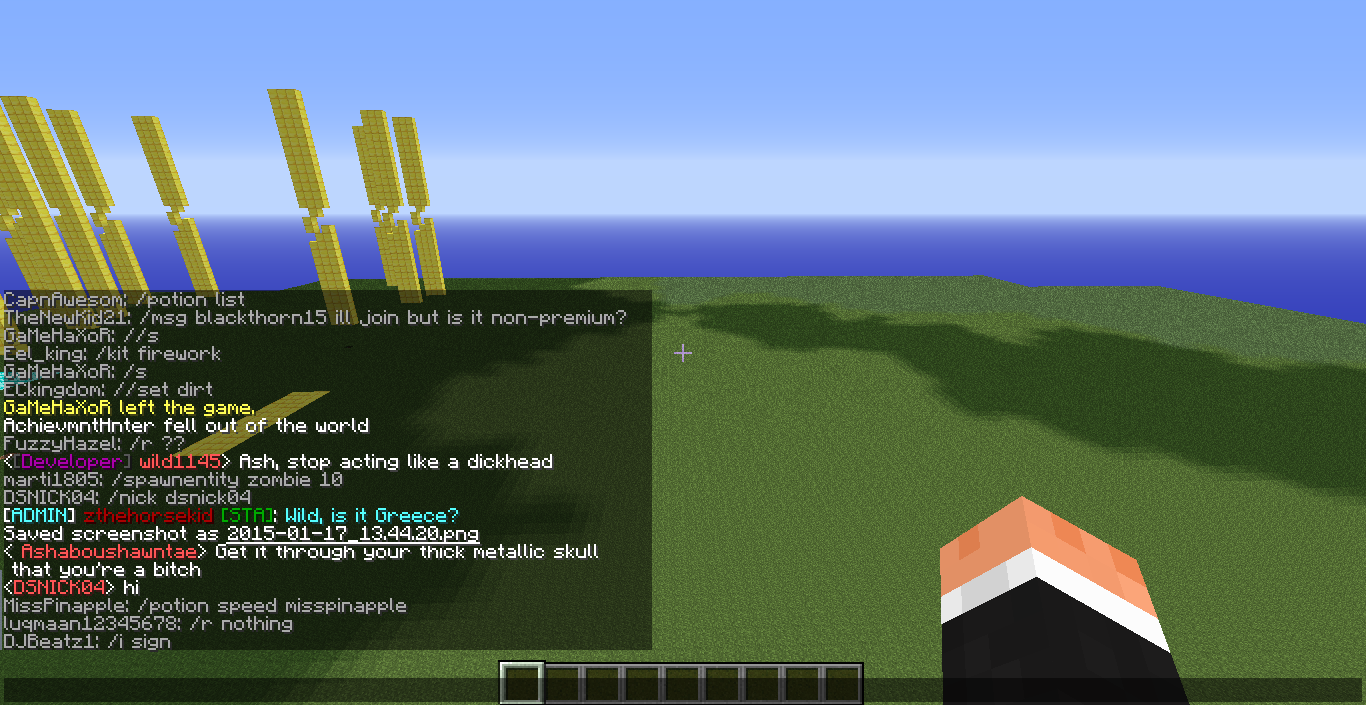 CapnAwesom: /potion list
TheNewKid21: /msg blackthorn15 ill join but is it non-premium?
GaMeHaXoR: //s
Eel_king: /kit firework
GaMeHaXoR: /s
ECkingdom: //set dirt
GaMeHaXoR left the game.
AchievmntHnter fell out of the world
FuzzyHazel: /r ??
<[Developer] wild1145> Ash, stop acting like a dickhead
marti1805: /spawnentity zombie 10
DSNICK04: /nick dsnick04
[ADMIN] zthehorsekid [STA]: Wild, is it Greece?
Saved screenshot as 2015-01-17_13.44.20.png
< Ashaboushawntae> Get it through your thick metallic skull
that you're a bitch
<DSNICK04> hi
MissPinapple: /potion speed misspinapple
luqmaan12345678: /r nothing
DJBeatz1: /i sign